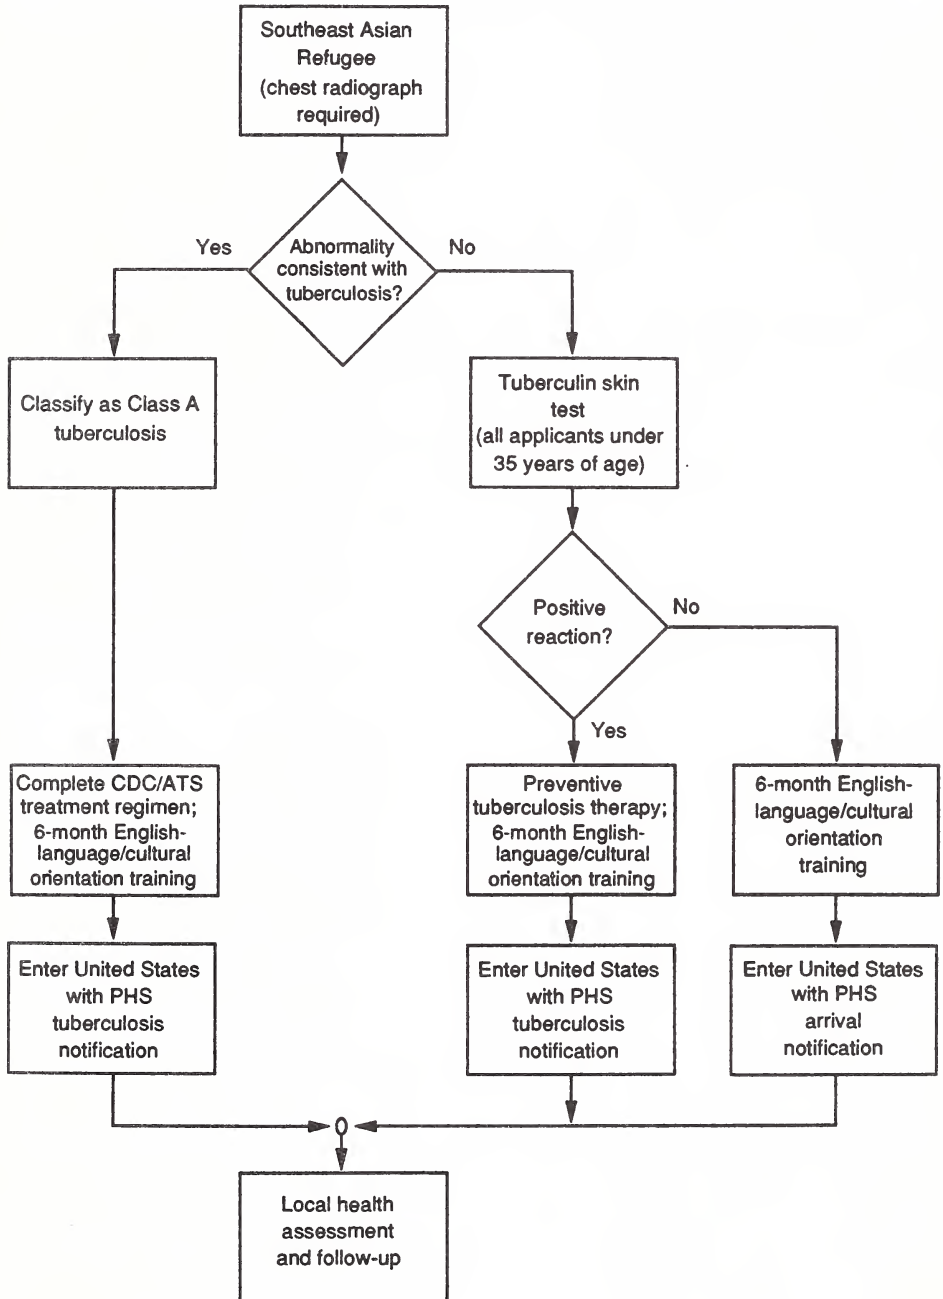 Southeast Asian
Refugee
(chest radiograph
required)
Yes
Abnormality
consistent with
tuberculosis?
No
Classify as Class A
tuberculosis
Tuberculin skin
test
(all applicants under
35 years of age)
Positive
reaction?
No
Yes
Complete CDC/ATS
treatment regimen;
6-month English-
language/cultural
orientation training
Preventive
tuberculosis therapy;
6-month English-
language/cultural
orientation training
6-month English-
language/cultural
orientation
training
Enter United States
with PHS
tuberculosis
notification
Enter United States
with PHS
tuberculosis
notification
Enter United States
with PHS
arrival
notification
Local health
assessment
and follow-up